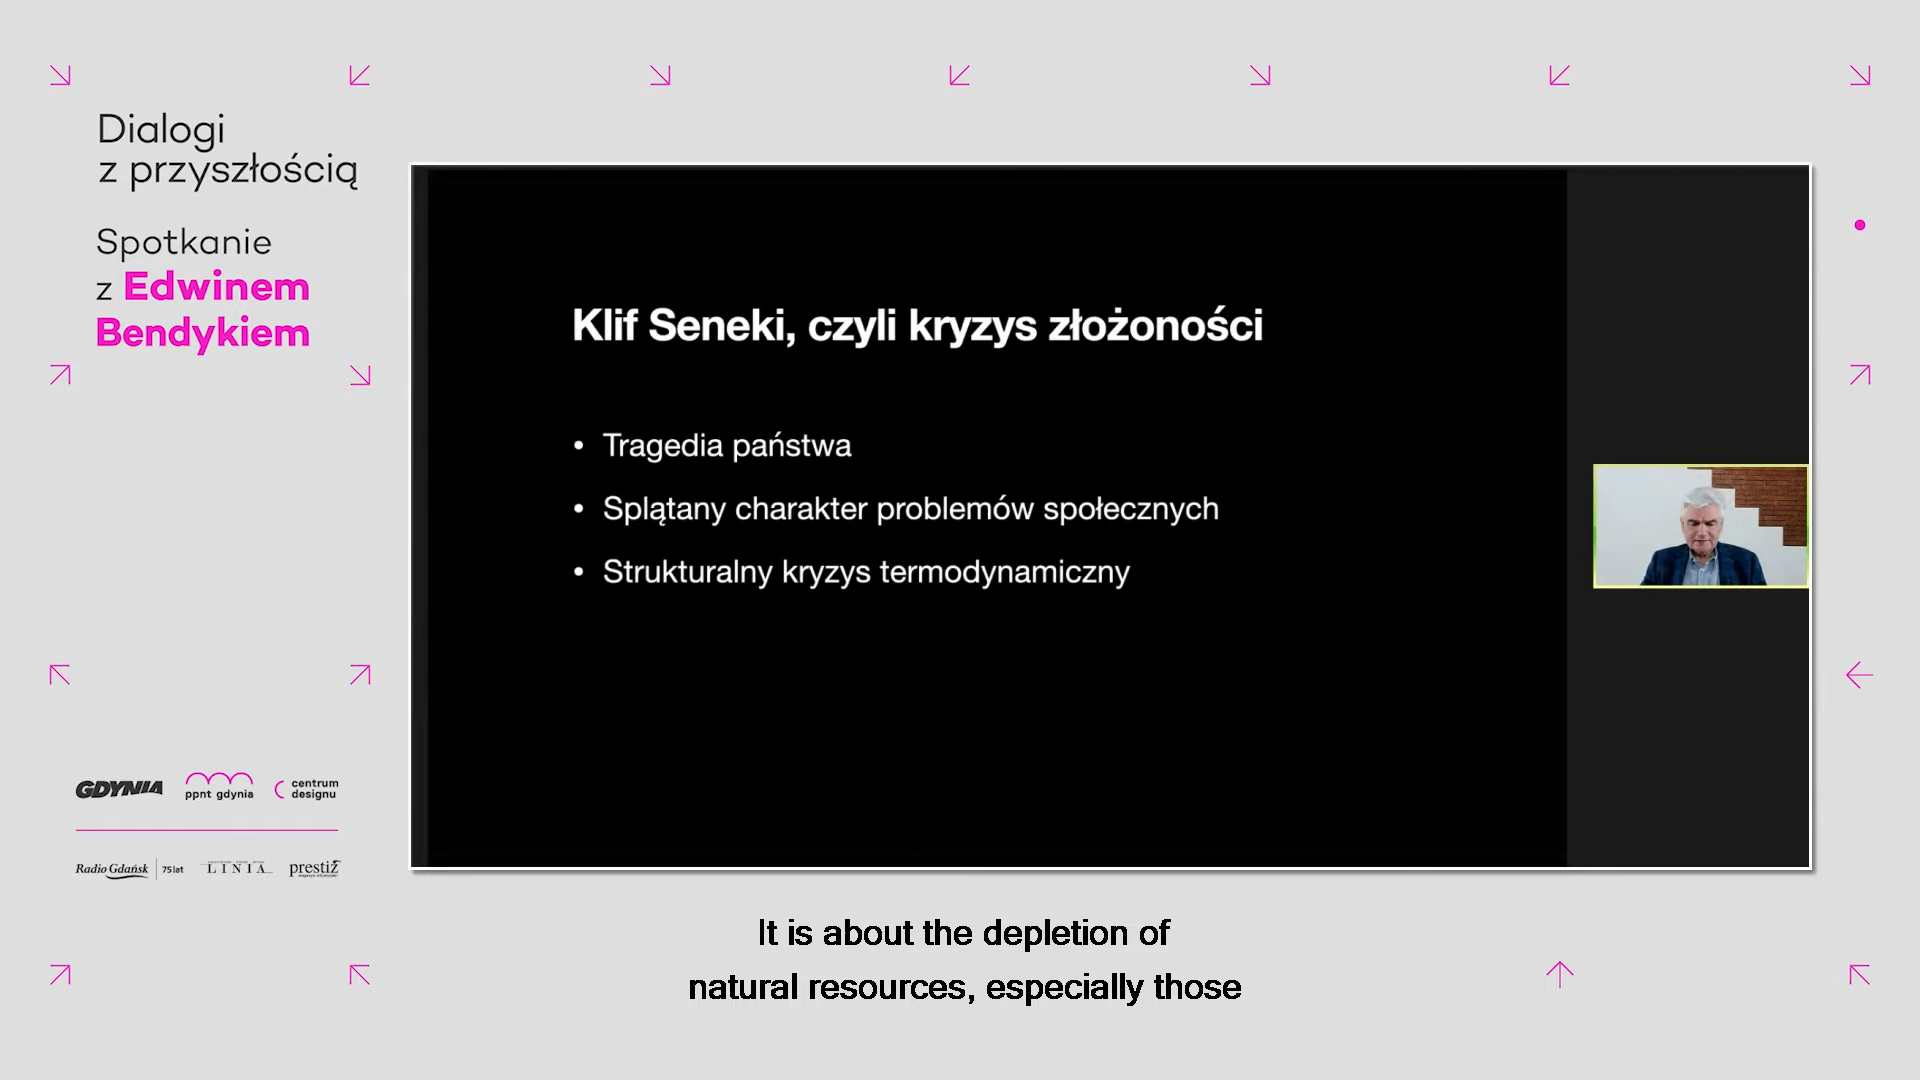 Dialogi
z przyszłością
Spotkanie
z Edwinem
Bendykiem
Klif Seneki, czyli kryzys złożoności
• Tragedia państwa
• Splątany charakter problemów społecznych
• Strukturalny kryzys termodynamiczny
GDYNIA
ppnt gdynia
centrum
designu
Radio Gdańsk
75 lat
LINIA
prestiż
It is about the depletion of
natural resources, especially those